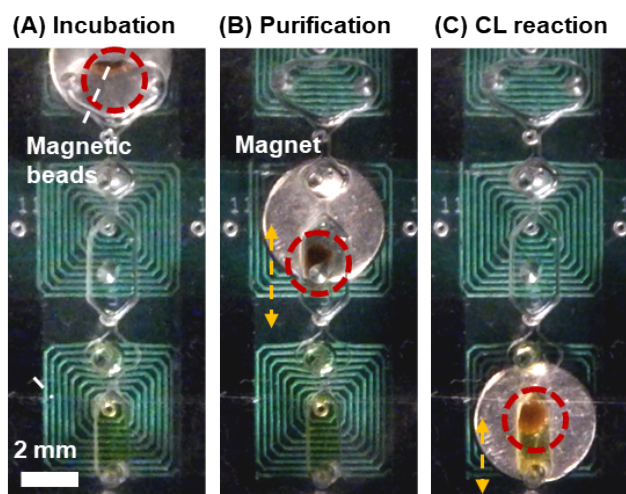 (A) Incubation
(B) Purification
(C) CL reaction
Magnetic
beads
Magnet
2 mm